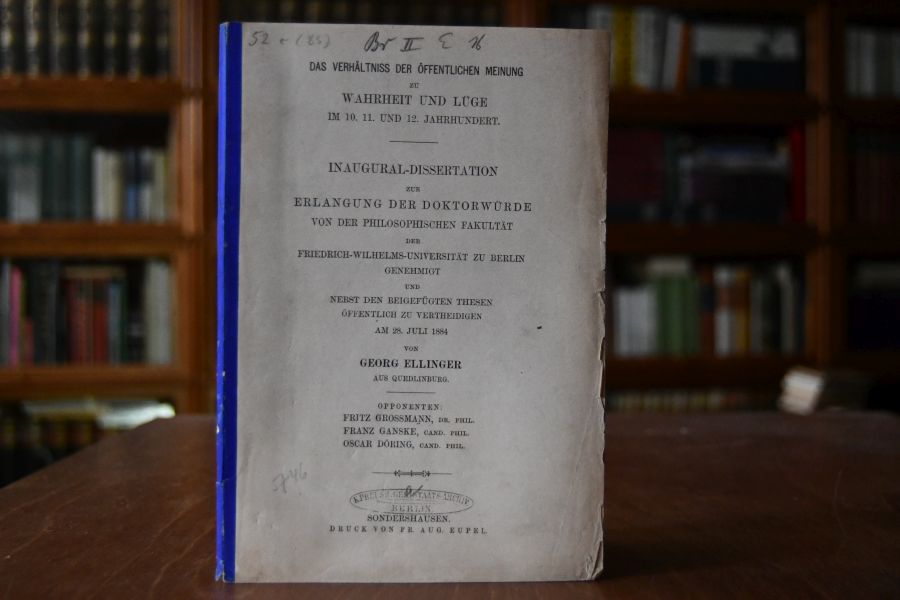 52
Br II E
DAS VERHÄLTNISS DER ÖFFENTLICHEN MEINUNG
ZU
WAHRHEIT UND LÜGE
IM 10. 11. UND 12. JAHRHUNDERT.
INAUGURAL-DISSERTATION
ZUR
ERLANGUNG DER DOKTORWÜRDE
VON DER PHILOSOPHISCHEN FAKULTÄT
DER
FRIEDRICH-WILHELMS-UNIVERSITÄT ZU BERLIN
GENEHMIGT
UND
NEBST DEN BEIGEFÜGTEN THESEN
ÖFFENTLICH ZU VERTHEIDIGEN
AM 28. JULI 1884
VON
GEORG ELLINGER
AUS QUEDLINBURG.
OPPONENTEN:
FRITZ GROSSMANN, DR. PHIL.
FRANZ GANSKE, CAND. PHIL.
OSCAR DÖRING, CAND. PHIL.
BERLIN
SONDERSHAUSEN.
DRUCK VON FR. AUG. EUPEL.